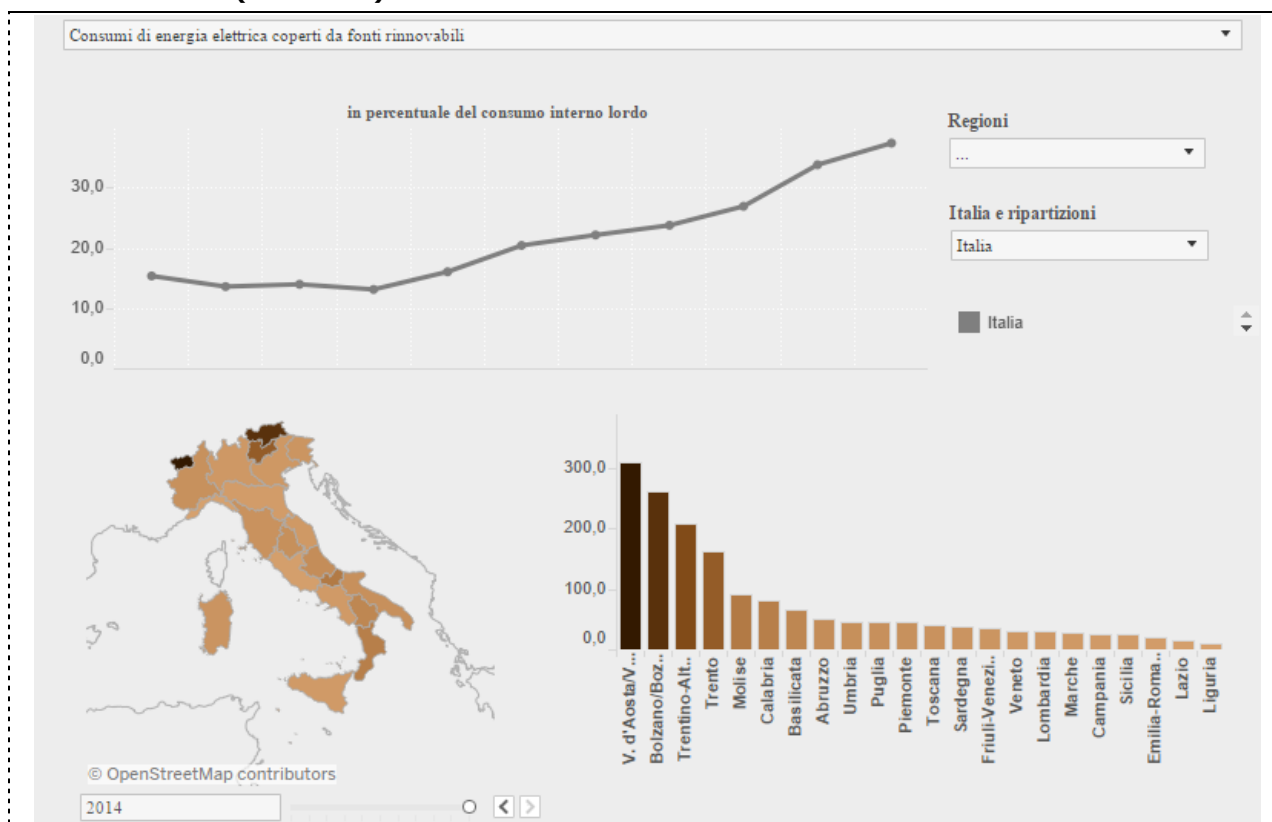 Consumi di energia elettrica coperti da fonti rinnovabili
in percentuale del consumo interno lordo
30,0
20,0
10,0
0,0
Regioni
...
Italia e ripartizioni
Italia
Italia
300,0
200,0
100,0
0,0
V. d'Aosta/V...
Bolzano/Boz..
Trentino-Alt..
Trento
Molise
Calabria
Basilicata
Abruzzo
Umbria
Puglia
Piemonte
Toscana
Sardegna
Friuli-Venezi..
Veneto
Lombardia
Marche
Campania
Sicilia
Emilia-Roma..
Lazio
Liguria
© OpenStreetMap contributors
2014